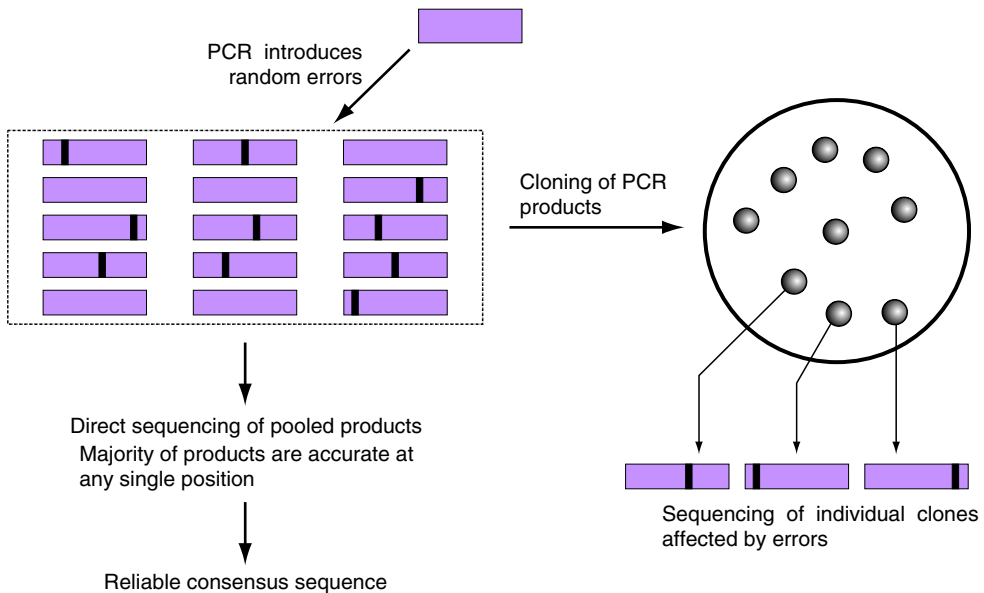 PCR introduces
random errors
Cloning of PCR
products
Direct sequencing of pooled products
Majority of products are accurate at
any single position
Reliable consensus sequence
Sequencing of individual clones
affected by errors